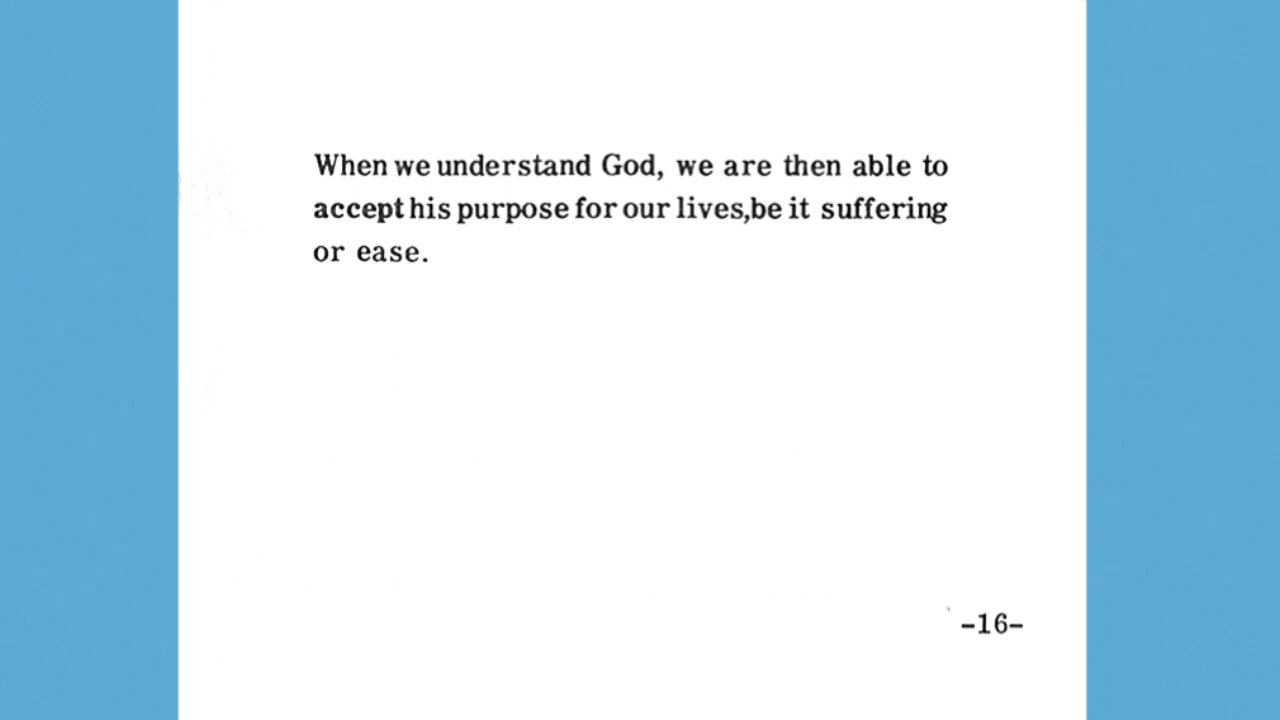 When we understand God, we are then able to
accept his purpose for our lives,be it suffering
or ease.
-16-